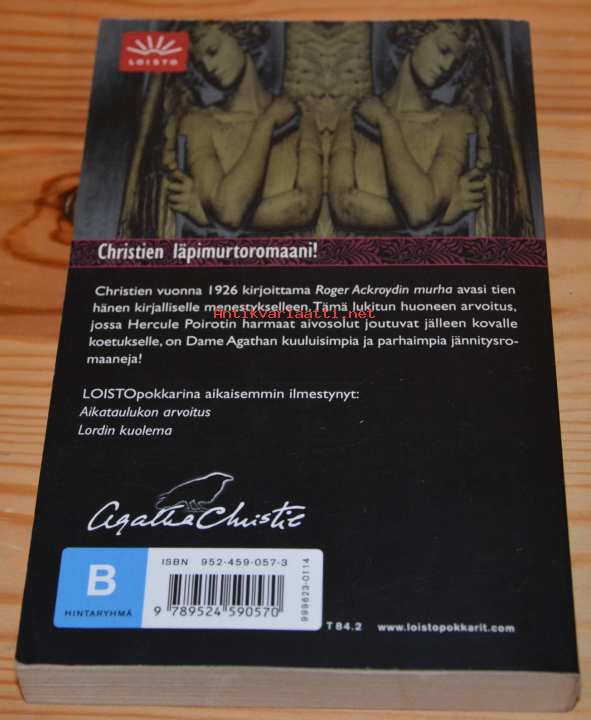 LOISTO
Christien läpimurtoromaani!
Christien vuonna 1926 kirjoittama Roger Ackroydin murha avasi tien
hänen kirjalliselle menestykselleen. Tämä lukitun huoneen arvoitus,
Antikvariaatti.net
jossa Hercule Poirotin harmaat aivosolut joutuvat jälleen kovalle
koetukselle, on Dame Agathan kuuluisimpia ja parhaimpia jännitysro-
maaneja!
LOISTOpokkarina aikaisemmin ilmestynyt:
Aikataulukon arvoitus
Lordin kuolema
Agatha Christie
ISBN 952-459-057-3
B
HINTARYHMÄ
9 789524 590570
999623-0114
T 84.2 www.loistopokkarit.com